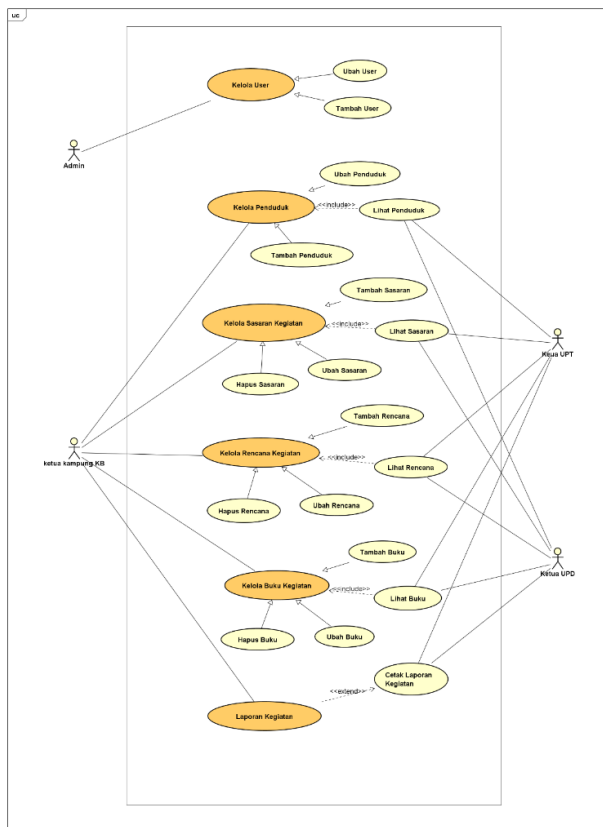 uc
Ubah User
Kelola User
Tambah User
Admin
Ubah Penduduk
Kelola Penduduk
<<include>>
Lihat Penduduk
Tambah Penduduk
Tambah Sasaran
Kelola Sasaran Kegiatan
<<include>>
Lihat Sasaran
Hapus Sasaran
Ubah Sasaran
Ketua UPT
Tambah Rencana
ketua kampung KB
Kelola Rencana Kegiatan
<<include>>
Lihat Rencana
Hapus Rencana
Ubah Rencana
Tambah Buku
Kelola Buku Kegiatan
<<include>>
Lihat Buku
Ketua UPD
Hapus Buku
Ubah Buku
Cetak Laporan
Kegiatan
<<extend>>
Laporan Kegiatan